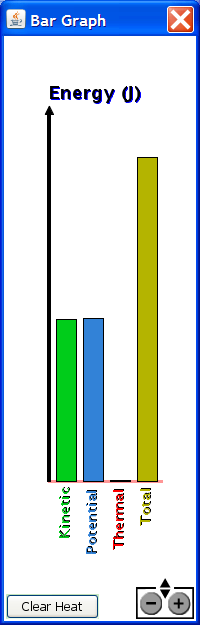 Bar Graph
Energy (J)
Kinetic
Potential
Thermal
Total
Clear Heat